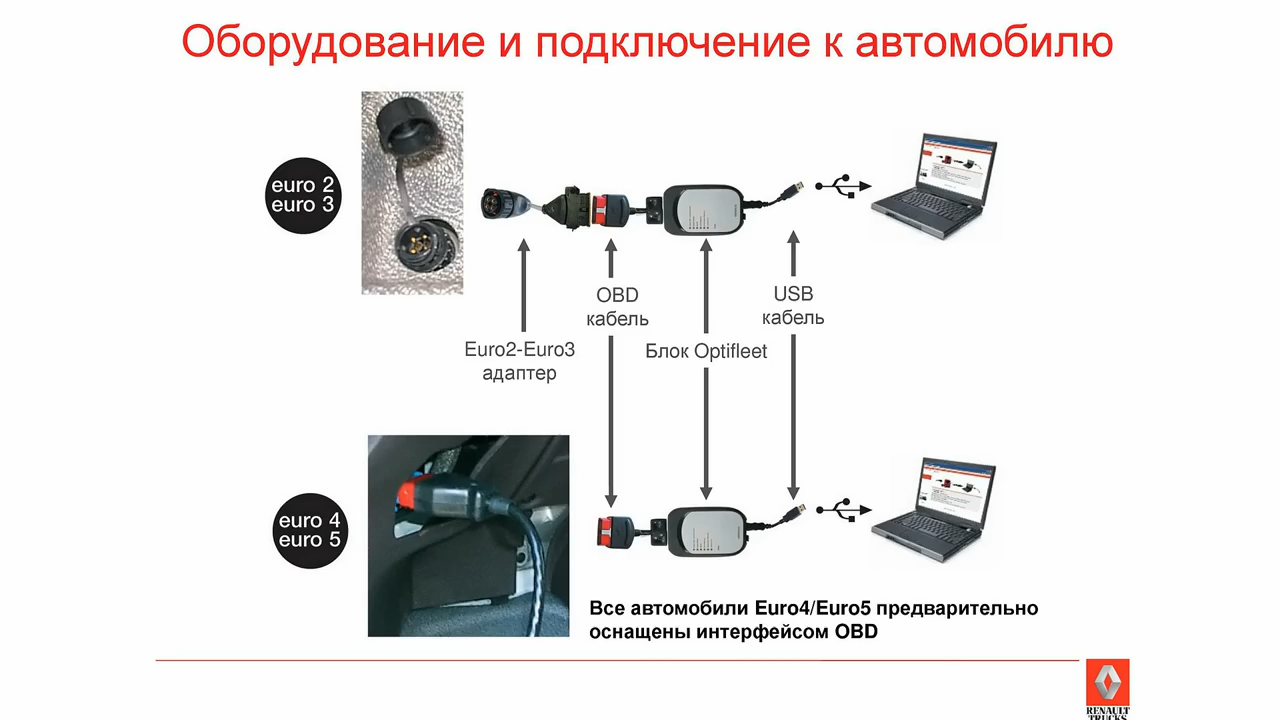 Оборудование и подключение к автомобилю
euro 2
euro 3
OBD
кабель
USB
кабель
Euro2-Euro3
адаптер
Блок Optifleet
euro 4
euro 5
Все автомобили Euro4/Euro5 предварительно
оснащены интерфейсом OBD
RENAULT
TRUCKS